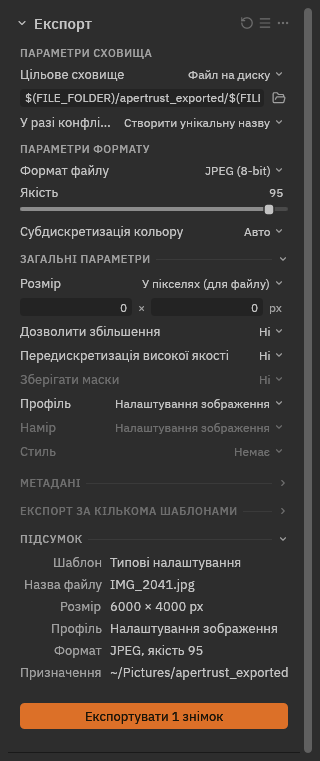 Експорт
ПАРАМЕТРИ СХОВИЩА
Цільове сховище Файл на диску
$(FILE_FOLDER)/apertrust_exported/$(FILI
У разі конфлі... Створити унікальну назву
ПАРАМЕТРИ ФОРМАТУ
Формат файлу JPEG (8-bit)
Якість 95
Субдискретизація кольору Авто
ЗАГАЛЬНІ ПАРАМЕТРИ
Розмір У пікселях (для файлу)
0 × 0 px
Дозволити збільшення Ні
Передискретизація високої якості Ні
Зберігати маски Ні
Профіль Налаштування зображення
Намір Налаштування зображення
Стиль Немає
МЕТАДАНІ
ЕКСПОРТ ЗА КІЛЬКОМА ШАБЛОНАМИ
ПІДСУМОК
Шаблон Типові налаштування
Назва файлу IMG_2041.jpg
Розмір 6000 × 4000 px
Профіль Налаштування зображення
Формат JPEG, якість 95
Призначення ~/Pictures/apertrust_exported
Експортувати 1 знімок